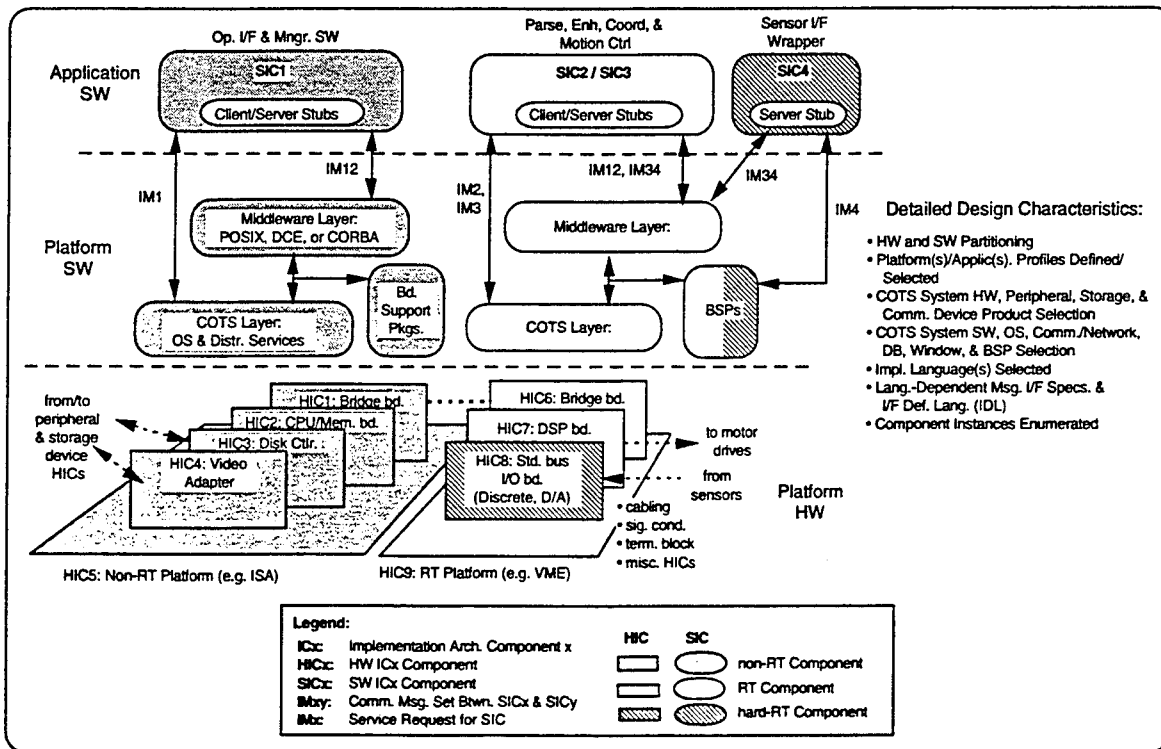 Op. I/F & Mngr. SW
Parse, Enh, Coord, &
Motion Ctrl
Sensor I/F
Wrapper
Application
SW
SIC1
Client/Server Stubs
SIC2 / SIC3
Client/Server Stubs
SIC4
Server Stub
IM1
IM12
IM2,
IM3
IM12, IM34
IM34
IM4
Platform
SW
Middleware Layer:
POSIX, DCE, or CORBA
Middleware Layer:
COTS Layer:
OS & Distr. Services
Bd.
Support
Pkgs.
COTS Layer:
BSPs
Detailed Design Characteristics:
• HW and SW Partitioning
• Platform(s)/Applic(s). Profiles Defined/
Selected
• COTS System HW, Peripheral, Storage, &
Comm. Device Product Selection
• COTS System SW, OS, Comm./Network,
DB, Window, & BSP Selection
• Impl. Language(s) Selected
• Lang.-Dependent Msg. I/F Specs. &
I/F Def. Lang. (IDL)
• Component Instances Enumerated
from/to
peripheral
& storage
device
HICs
HIC1: Bridge bd.
HIC2: CPU/Mem. bd.
HIC3: Disk Ctlr.
HIC4: Video
Adapter
HIC6: Bridge bd.
HIC7: DSP bd.
HIC8: Std. bus
I/O bd.
(Discrete, D/A)
to motor
drives
from
sensors
• cabling
• sig. cond.
• term. block
• misc. HICs
Platform
HW
HIC5: Non-RT Platform (e.g. ISA)
HIC9: RT Platform (e.g. VME)
Legend:
ICx: Implementation Arch. Component x
HICx: HW ICx Component
SICx: SW ICx Component
IMxy: Comm. Msg. Set Btwn. SICx & SICy
IMx: Service Request for SIC
HIC SIC
non-RT Component
RT Component
hard-RT Component